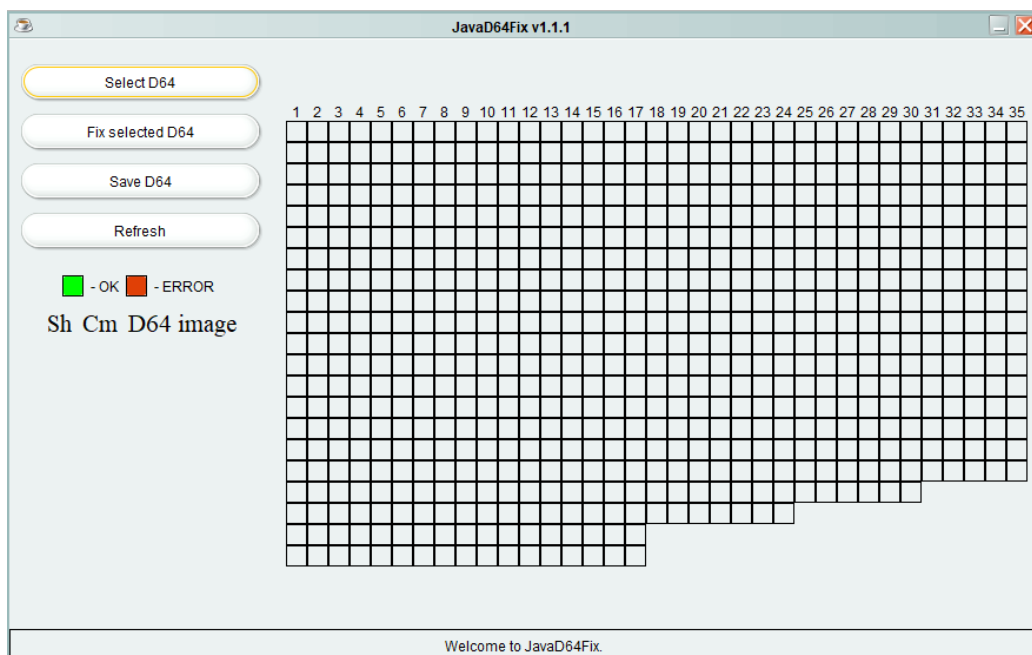 JavaD64Fix v1.1.1
Select D64
Fix selected D64
Save D64
Refresh
- OK - ERROR
Sh Cm D64 image
1 2 3 4 5 6 7 8 9 10 11 12 13 14 15 16 17 18 19 20 21 22 23 24 25 26 27 28 29 30 31 32 33 34 35
Welcome to JavaD64Fix.